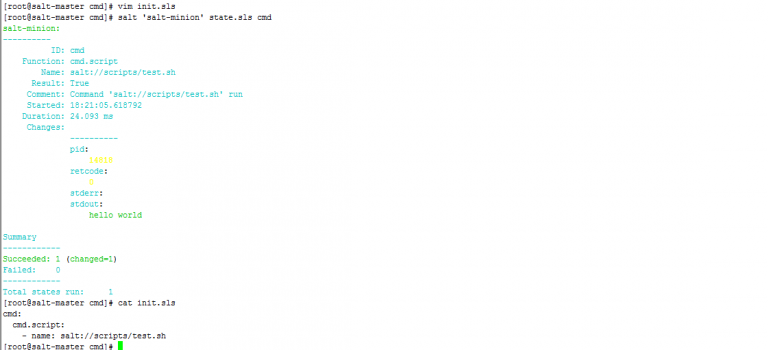 [root@salt-master cmd]# vim init.sls
[root@salt-master cmd]# salt 'salt-minion' state.sls cmd
salt-minion:
----------
ID: cmd
Function: cmd.script
Name: salt://scripts/test.sh
Result: True
Comment: Command 'salt://scripts/test.sh' run
Started: 18:21:05.618792
Duration: 24.093 ms
Changes:
----------
pid:
retcode:
0
stderr:
stdout:
hello world
Summary
------------
Succeeded: 1 (changed=1)
Failed:    0
------------
Total states run:     1
[root@salt-master cmd]# cat init.sls
cmd:
cmd.script:
- name: salt://scripts/test.sh
[root@salt-master cmd]#